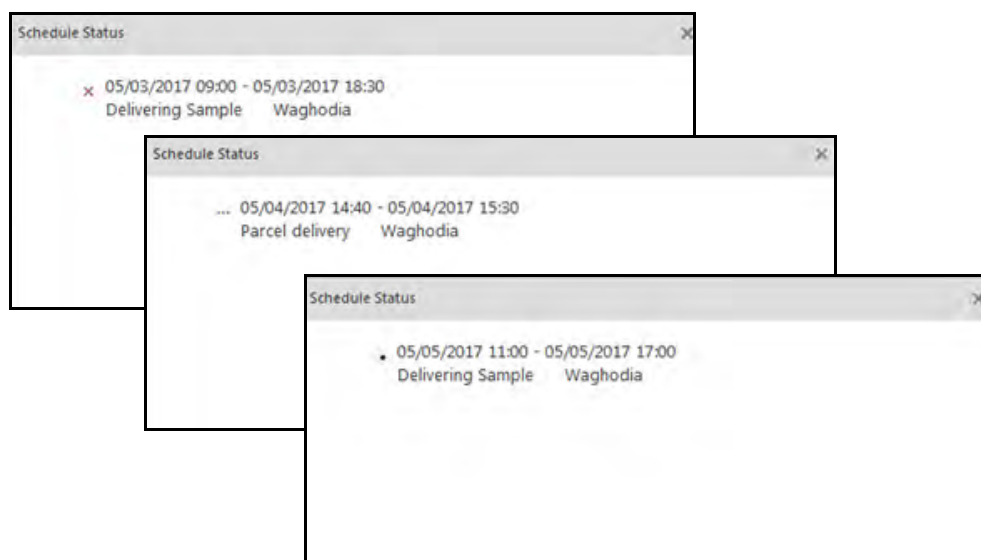 Schedule Status
× 05/03/2017 09:00 - 05/03/2017 18:30
Delivering Sample Waghodia
Schedule Status
... 05/04/2017 14:40 - 05/04/2017 15:30
Parcel delivery Waghodia
Schedule Status
• 05/05/2017 11:00 - 05/05/2017 17:00
Delivering Sample Waghodia